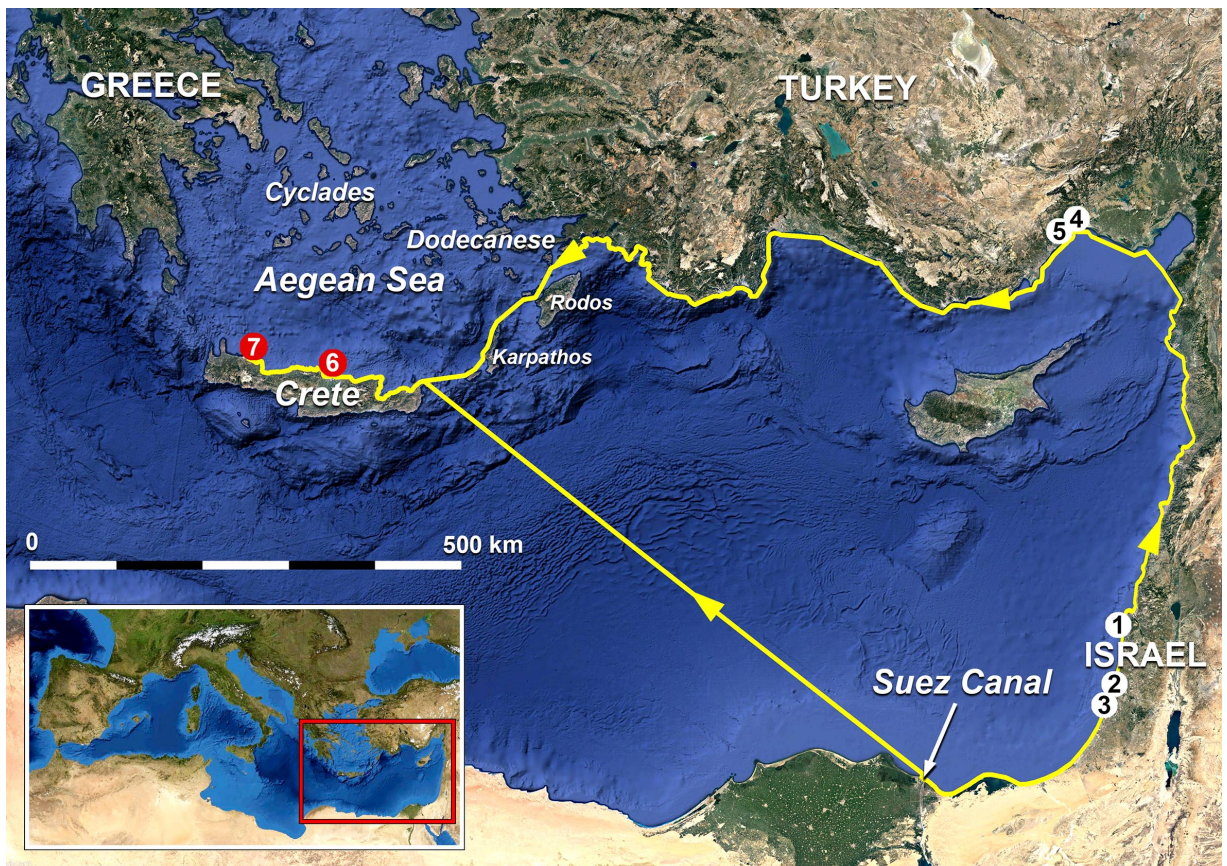 GREECE
TURKEY
Cyclades
Dodecanese
5 4
Aegean Sea
Rodos
7
6
Karpathos
Crete
0
500 km
1
ISRAEL
Suez Canal
2
3